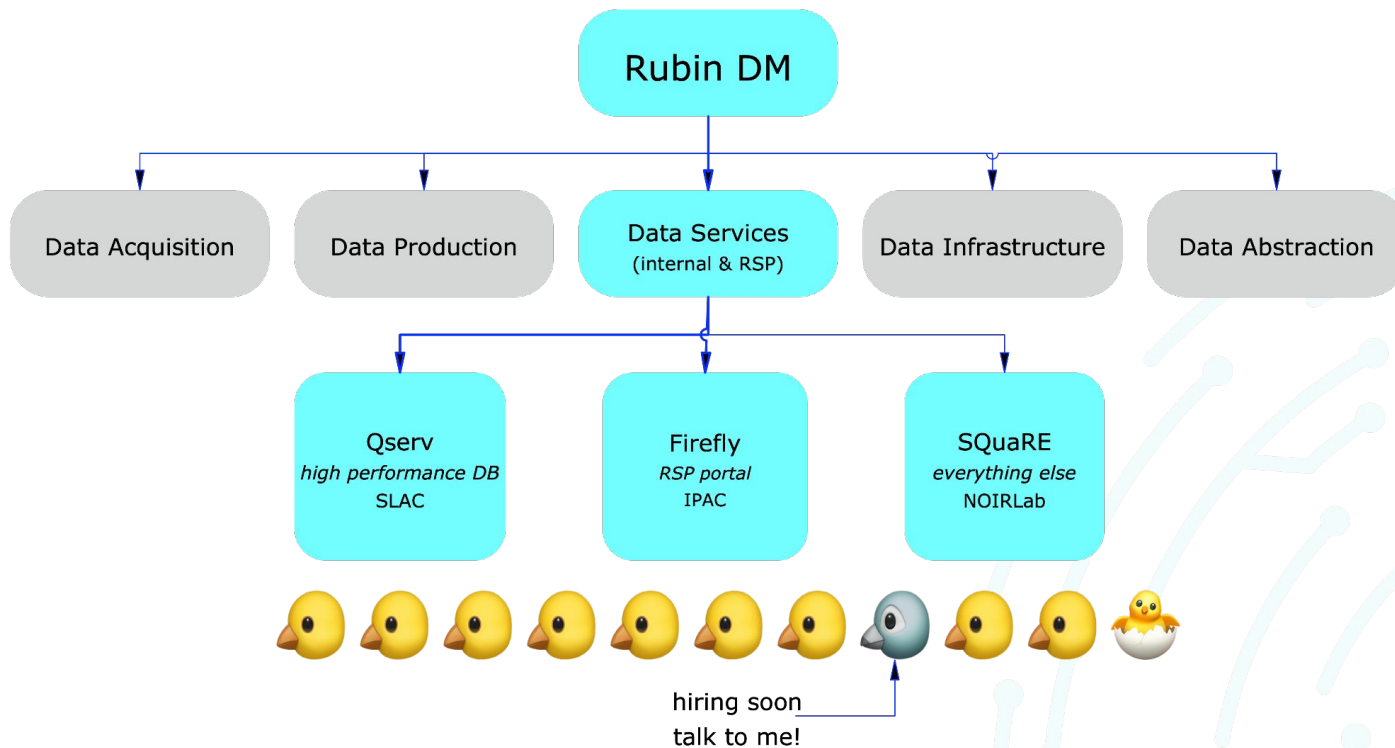 Rubin DM
Data Acquisition
Data Production
Data Services
(internal & RSP)
Data Infrastructure
Data Abstraction
Qserv
high performance DB
SLAC
Firefly
RSP portal
IPAC
SQuaRE
everything else
NOIRLab
hiring soon
talk to me!